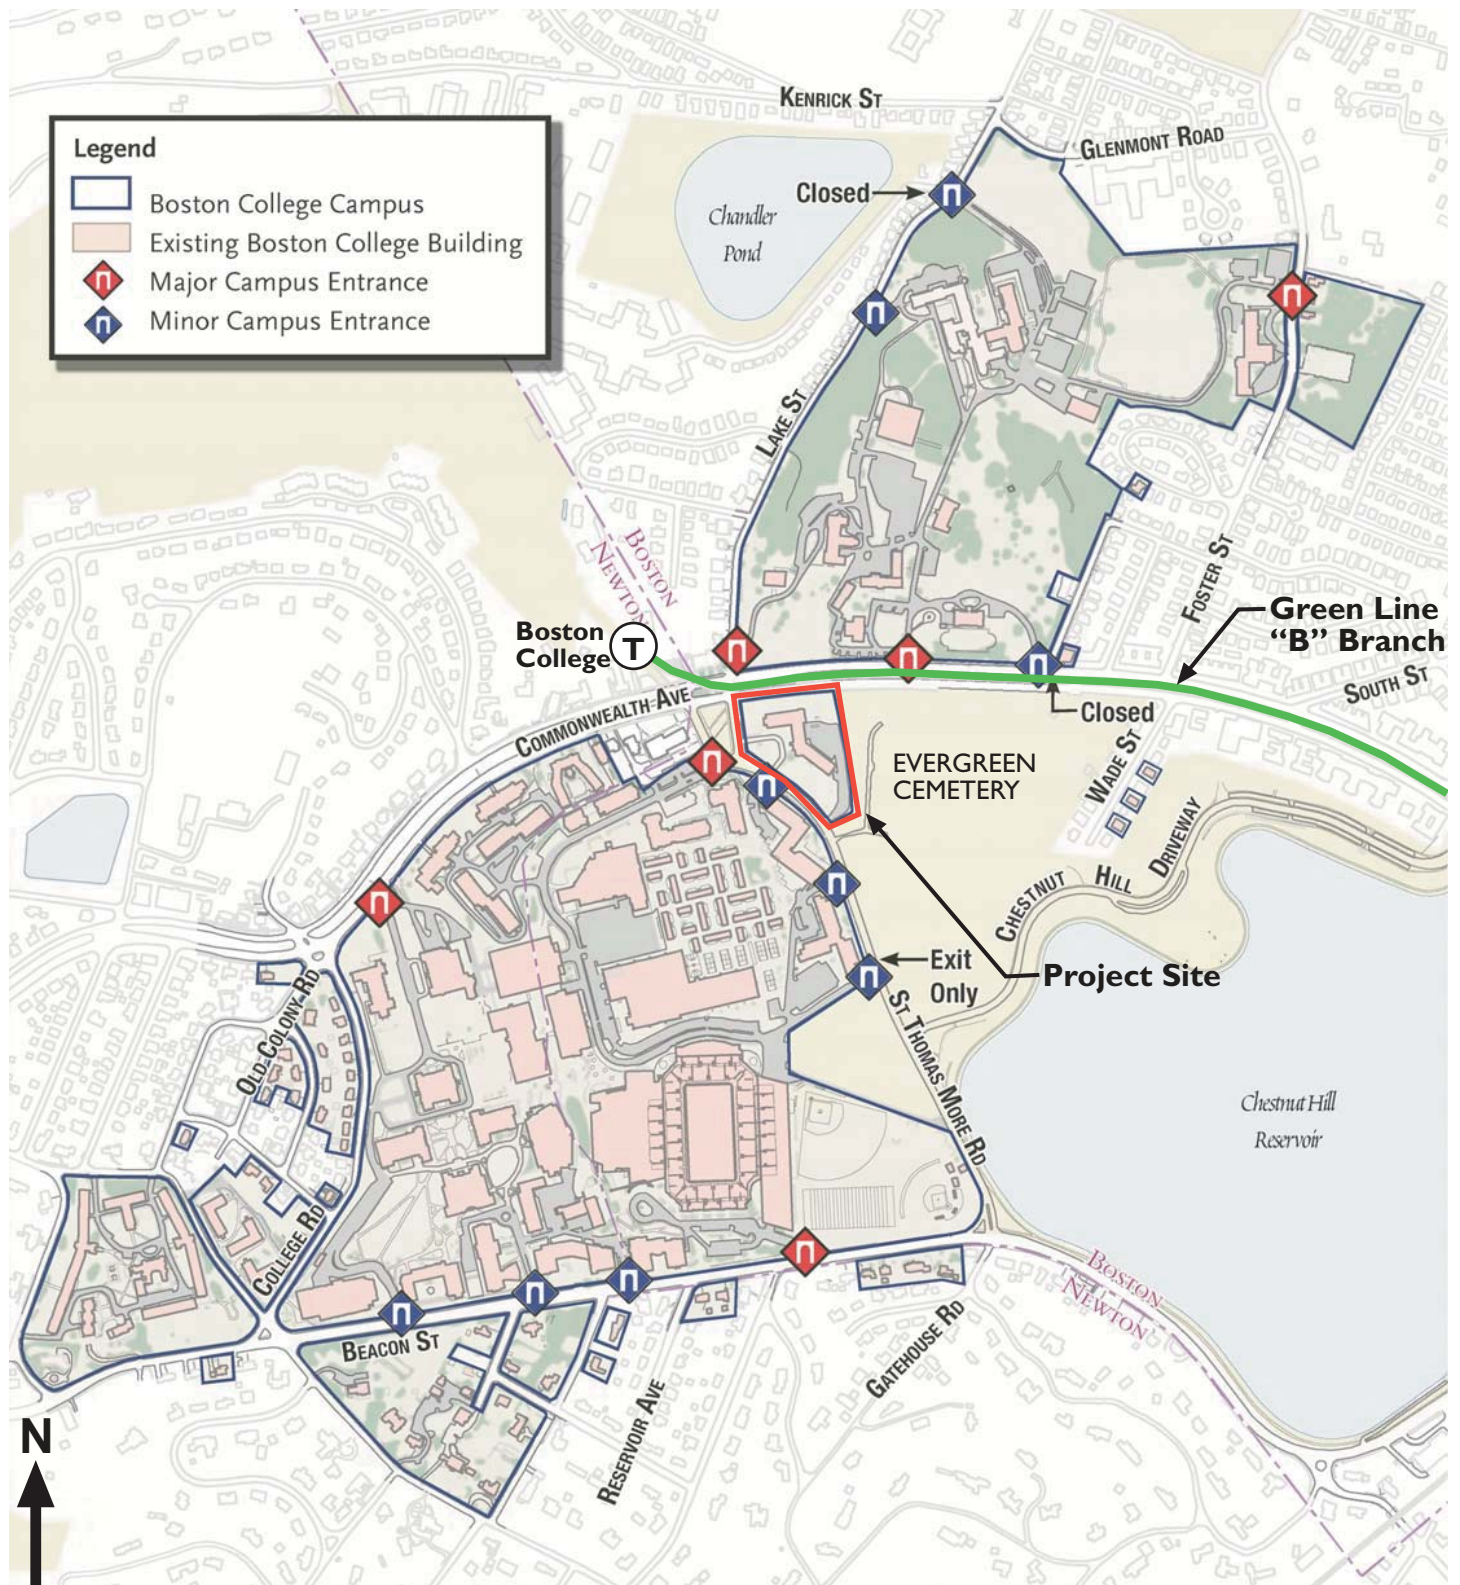 KENRICK ST
GLENMONT ROAD
Legend
Boston College Campus
Existing Boston College Building
Major Campus Entrance
Minor Campus Entrance
Closed
Chandler
Pond
LAKE ST
BOSTON
NEWTON
FOSTER ST
Green Line
“B” Branch
Boston
College
T
SOUTH ST
COMMONWEALTH AVE
Closed
WADE ST
EVERGREEN
CEMETERY
CHESTNUT HILL DRIVEWAY
Exit
Only
Project Site
OLD COLONY RD
ST THOMAS MORE RD
Chestnut Hill
Reservoir
COLLEGE RD
BOSTON
NEWTON
BEACON ST
GATEHOUSE RD
RESERVOIR AVE
N